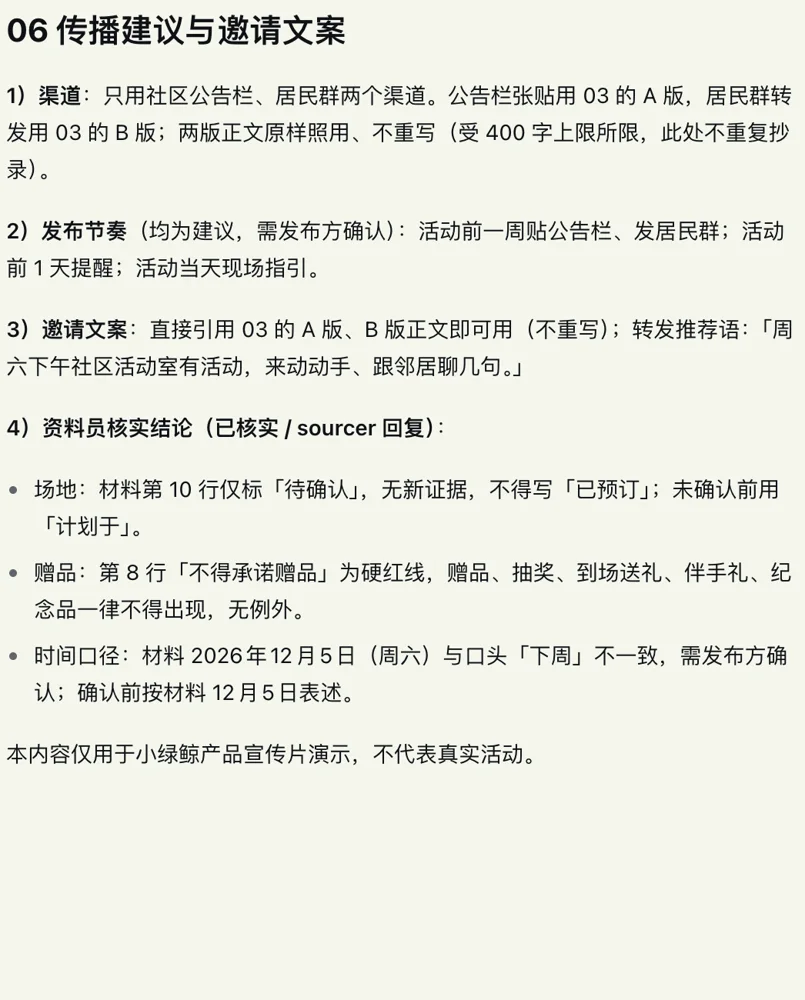 06 传播建议与邀请文案
1）渠道：只用社区公告栏、居民群两个渠道。公告栏张贴用 03 的 A 版，居民群转
发用 03 的 B 版；两版正文原样照用、不重写（受 400 字上限所限，此处不重复抄
录）。
2）发布节奏（均为建议，需发布方确认）：活动前一周贴公告栏、发居民群；活动
前 1 天提醒；活动当天现场指引。
3）邀请文案：直接引用 03 的 A 版、B 版正文即可用（不重写）；转发推荐语：「周
六下午社区活动室有活动，来动动手、跟邻居聊几句。」
4）资料员核实结论（已核实 / sourcer 回复）：
• 场地：材料第 10 行仅标「待确认」，无新证据，不得写「已预订」；未确认前用
「计划于」。
• 赠品：第 8 行「不得承诺赠品」为硬红线，赠品、抽奖、到场送礼、伴手礼、纪
念品一律不得出现，无例外。
• 时间口径：材料 2026年12月5日（周六）与口头「下周」不一致，需发布方确
认；确认前按材料 12月5日表述。
本内容仅用于小绿鲸产品宣传片演示，不代表真实活动。